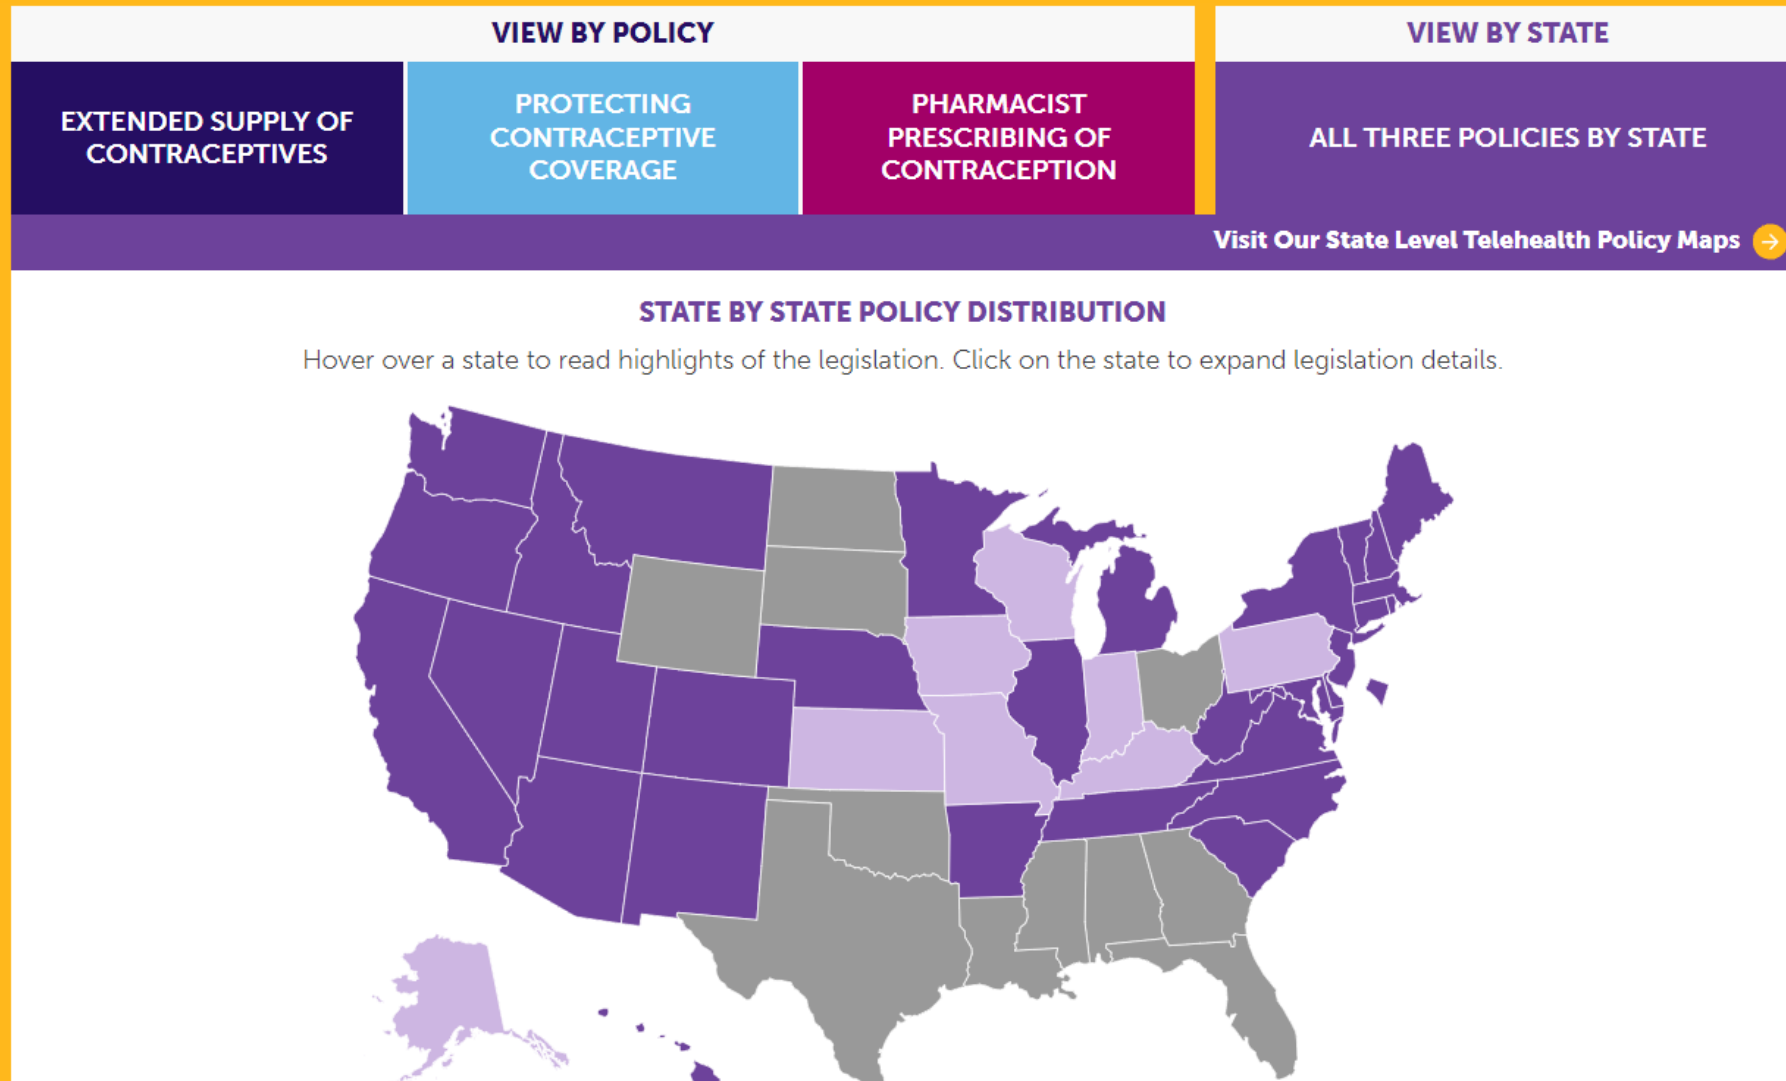 VIEW BY POLICY
VIEW BY STATE
EXTENDED SUPPLY OF
CONTRACEPTIVES
PROTECTING
CONTRACEPTIVE
COVERAGE
PHARMACIST
PRESCRIBING OF
CONTRACEPTION
ALL THREE POLICIES BY STATE
Visit Our State Level Telehealth Policy Maps
STATE BY STATE POLICY DISTRIBUTION
Hover over a state to read highlights of the legislation. Click on the state to expand legislation details.